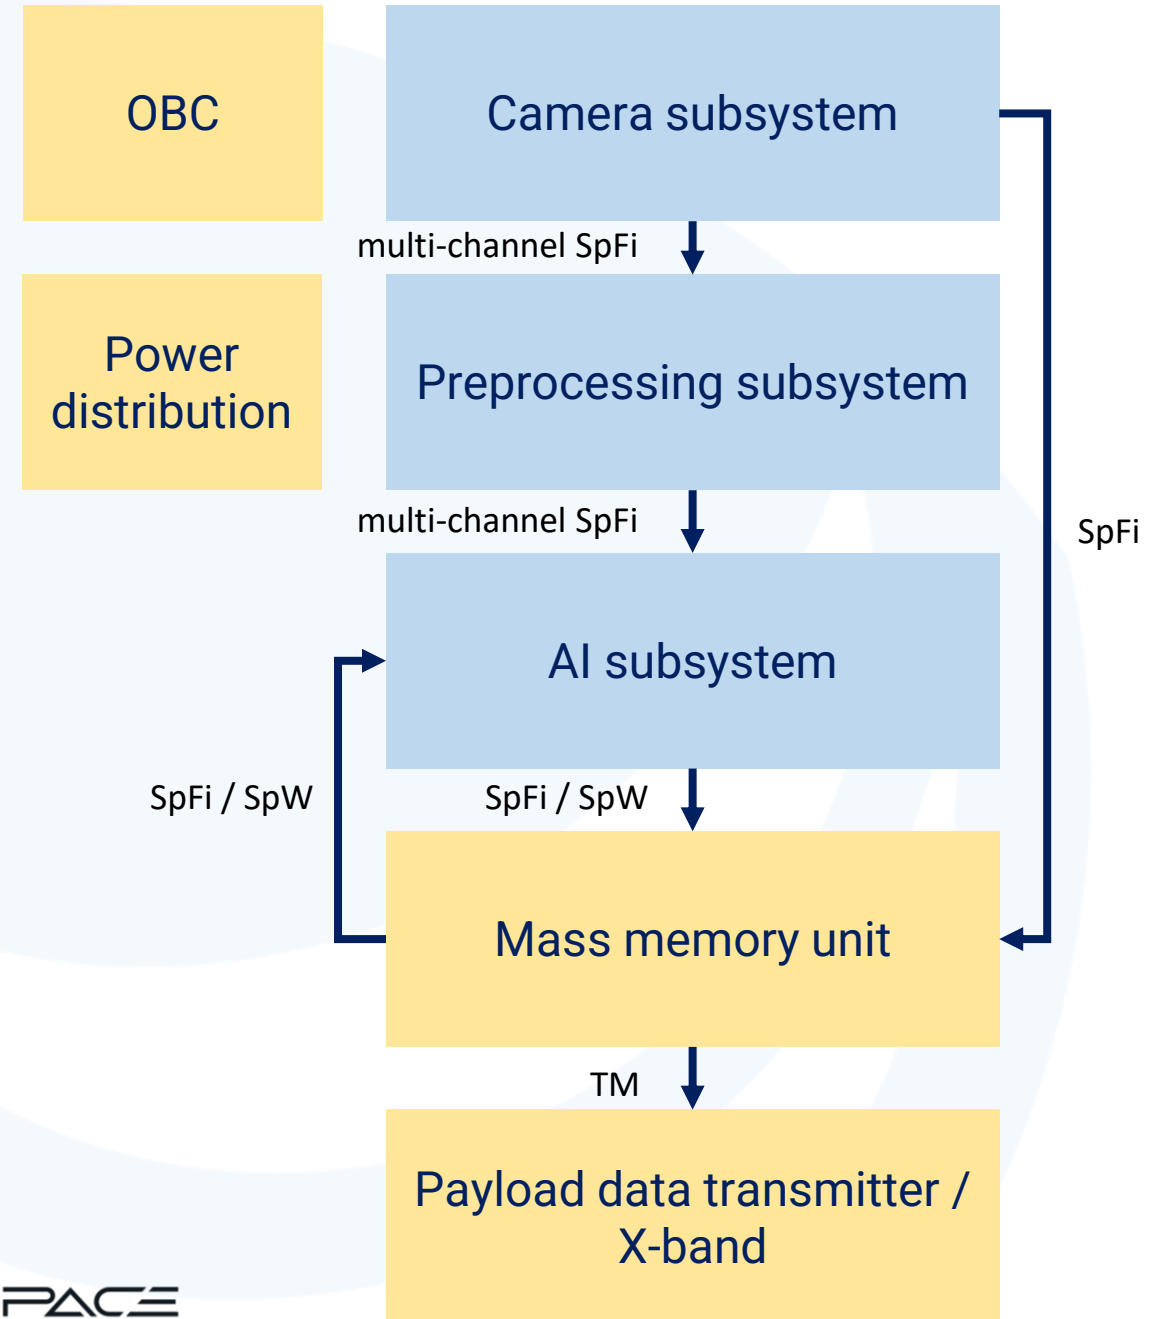 OBC
Camera subsystem
multi-channel SpFi
Power
distribution
Preprocessing subsystem
multi-channel SpFi
SpFi
AI subsystem
SpFi / SpW
SpFi / SpW
Mass memory unit
TM
Payload data transmitter /
X-band
PACE